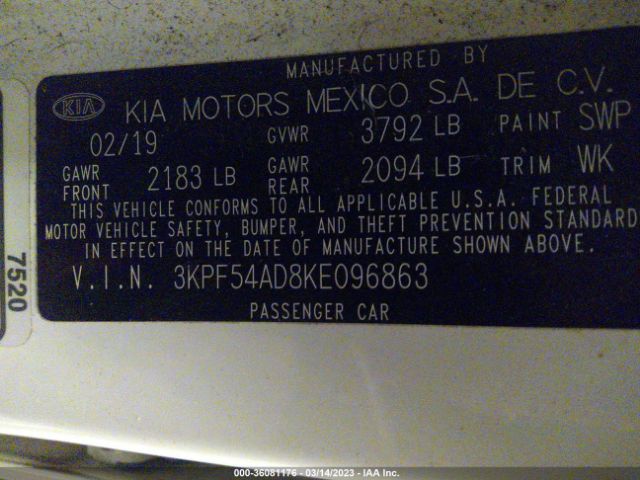 MANUFACTURED BY
KIA KIA MOTORS MEXICO S.A. DE C.V.
02/19 GVWR 3792 LB PAINT SWP
GAWR FRONT 2183 LB GAWR REAR 2094 LB TRIM WK
THIS VEHICLE CONFORMS TO ALL APPLICABLE U.S.A. FEDERAL
MOTOR VEHICLE SAFETY, BUMPER, AND THEFT PREVENTION STANDARD
IN EFFECT ON THE DATE OF MANUFACTURE SHOWN ABOVE.
V.I.N. 3KPF54AD8KE096863
PASSENGER CAR
7520
000-36081176 - 03/14/2023 - IAA Inc.